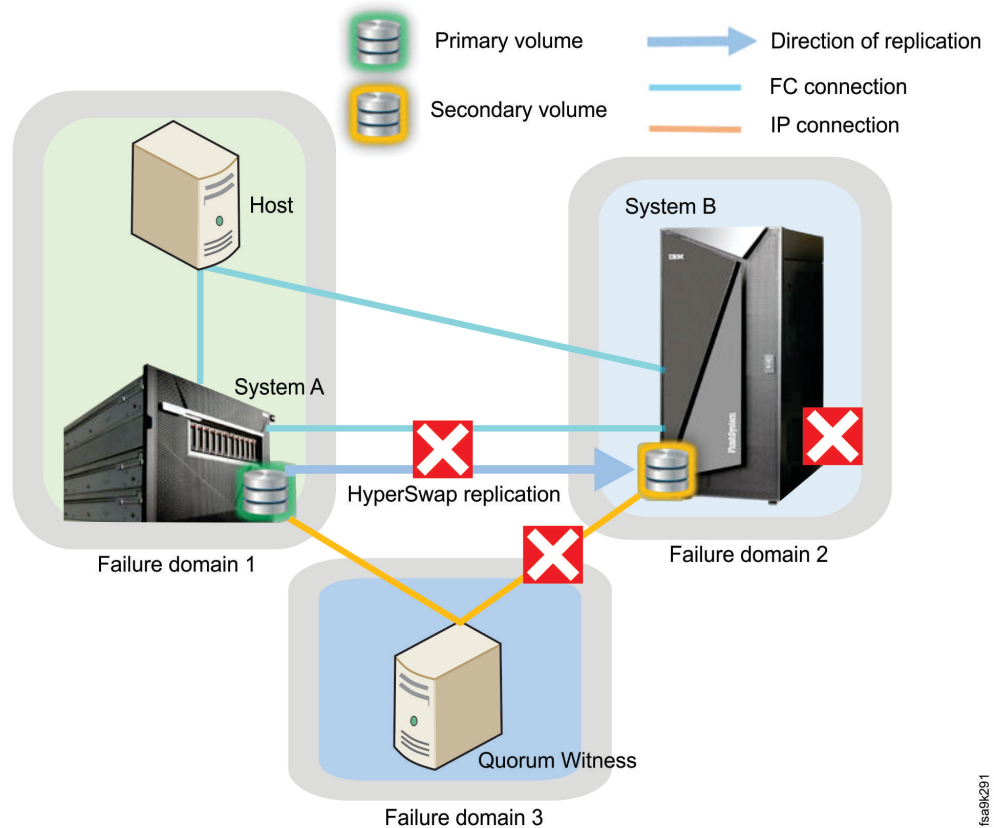 Primary volume
Direction of replication
Secondary volume
FC connection
IP connection
Host
System B
IBM
System A
FlashSystem
HyperSwap replication
Failure domain 1
Failure domain 2
Quorum Witness
Failure domain 3
fsa9k291